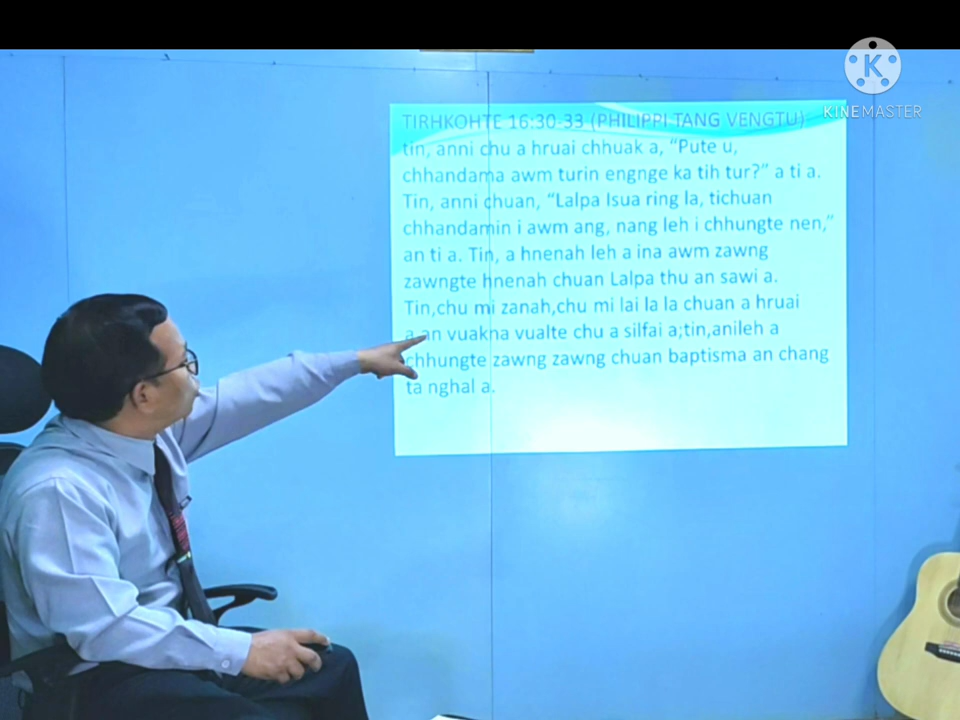 KINEMASTER
TIRHKOHTE 16:30-33 (PHILIPPI TANG VENGTU)
tin, anni chu a hruai chhuak a, “Pute u,
chhandama awm turin engnge ka tih tur?” a ti a.
Tin, anni chuan, “Lalpa Isua ring la, tichuan
chhandamin i awm ang, nang leh i chhungte nen,”
an ti a. Tin, a hnenah leh a ina awm zawng
zawngte hnenah chuan Lalpa thu an sawi a.
Tin,chu mi zanah,chu mi lai la la chuan a hruai
a,an vuakna vualte chu a silfai a;tin,anileh a
chhungte zawng zawng chuan baptisma an chang
ta nghal a.